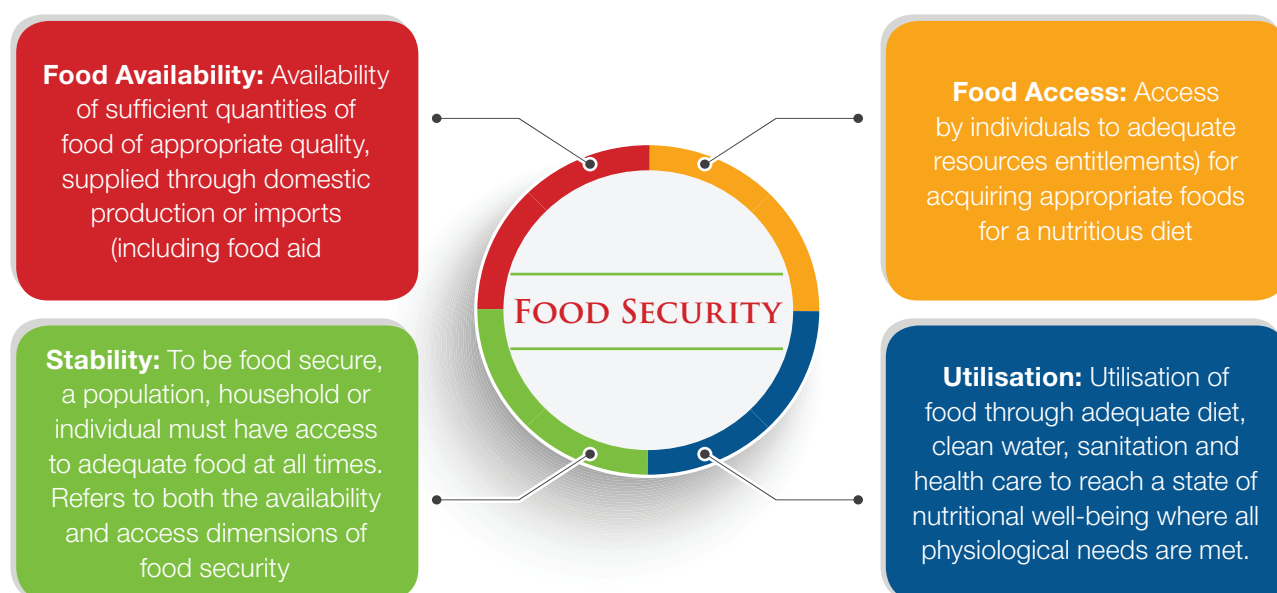 Food Availability: Availability
of sufficient quantities of
food of appropriate quality,
supplied through domestic
production or imports
(including food aid
Food Access: Access
by individuals to adequate
resources entitlements) for
acquiring appropriate foods
for a nutritious diet
FOOD SECURITY
Stability: To be food secure,
a population, household or
individual must have access
to adequate food at all times.
Refers to both the availability
and access dimensions of
food security
Utilisation: Utilisation of
food through adequate diet,
clean water, sanitation and
health care to reach a state of
nutritional well-being where all
physiological needs are met.